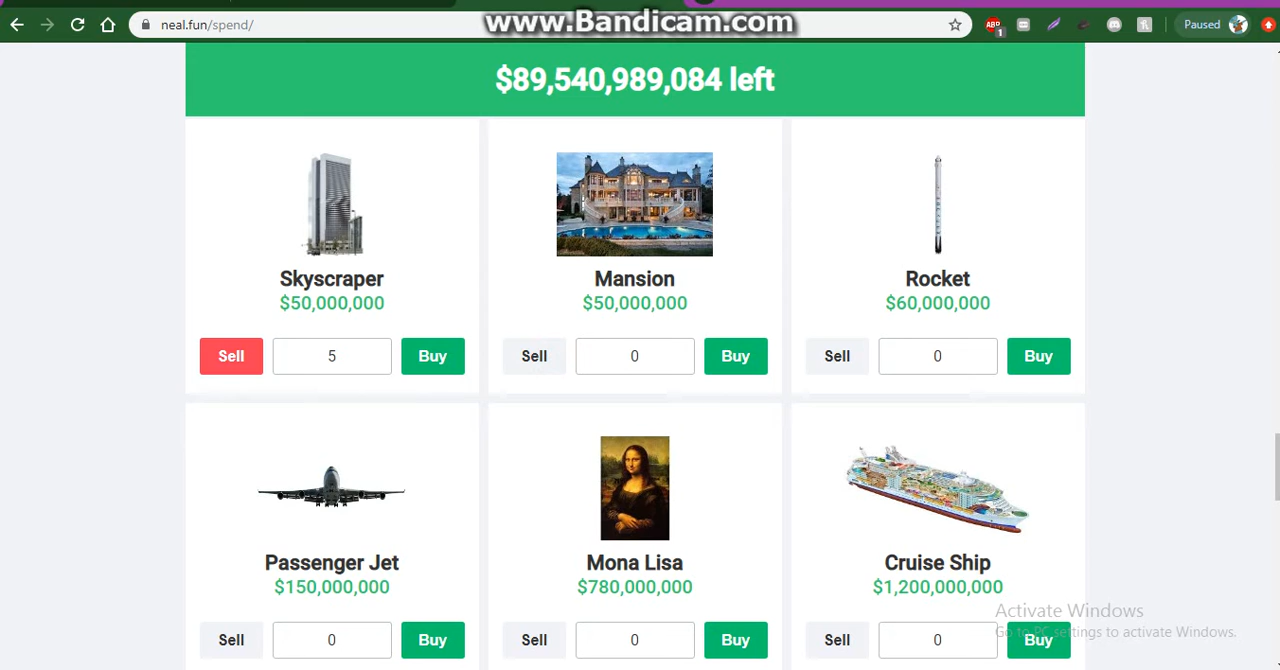 neal.fun/spend/
www.Bandicam.com
ABP
1
Paused
$89,540,989,084 left
Skyscraper
$50,000,000
Sell 5 Buy
Mansion
$50,000,000
Sell 0 Buy
Rocket
$60,000,000
Sell 0 Buy
Passenger Jet
$150,000,000
Sell 0 Buy
Mona Lisa
$780,000,000
Sell 0 Buy
Cruise Ship
$1,200,000,000
Sell 0 Buy
Activate Windows
Go to PC settings to activate Windows.